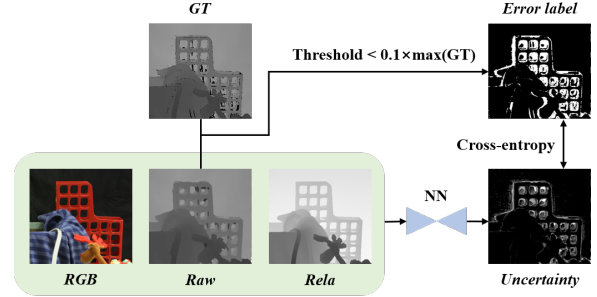 GT
Error label
Threshold < 0.1×max(GT)
Cross-entropy
NN
RGB
Raw
Rela
Uncertainty